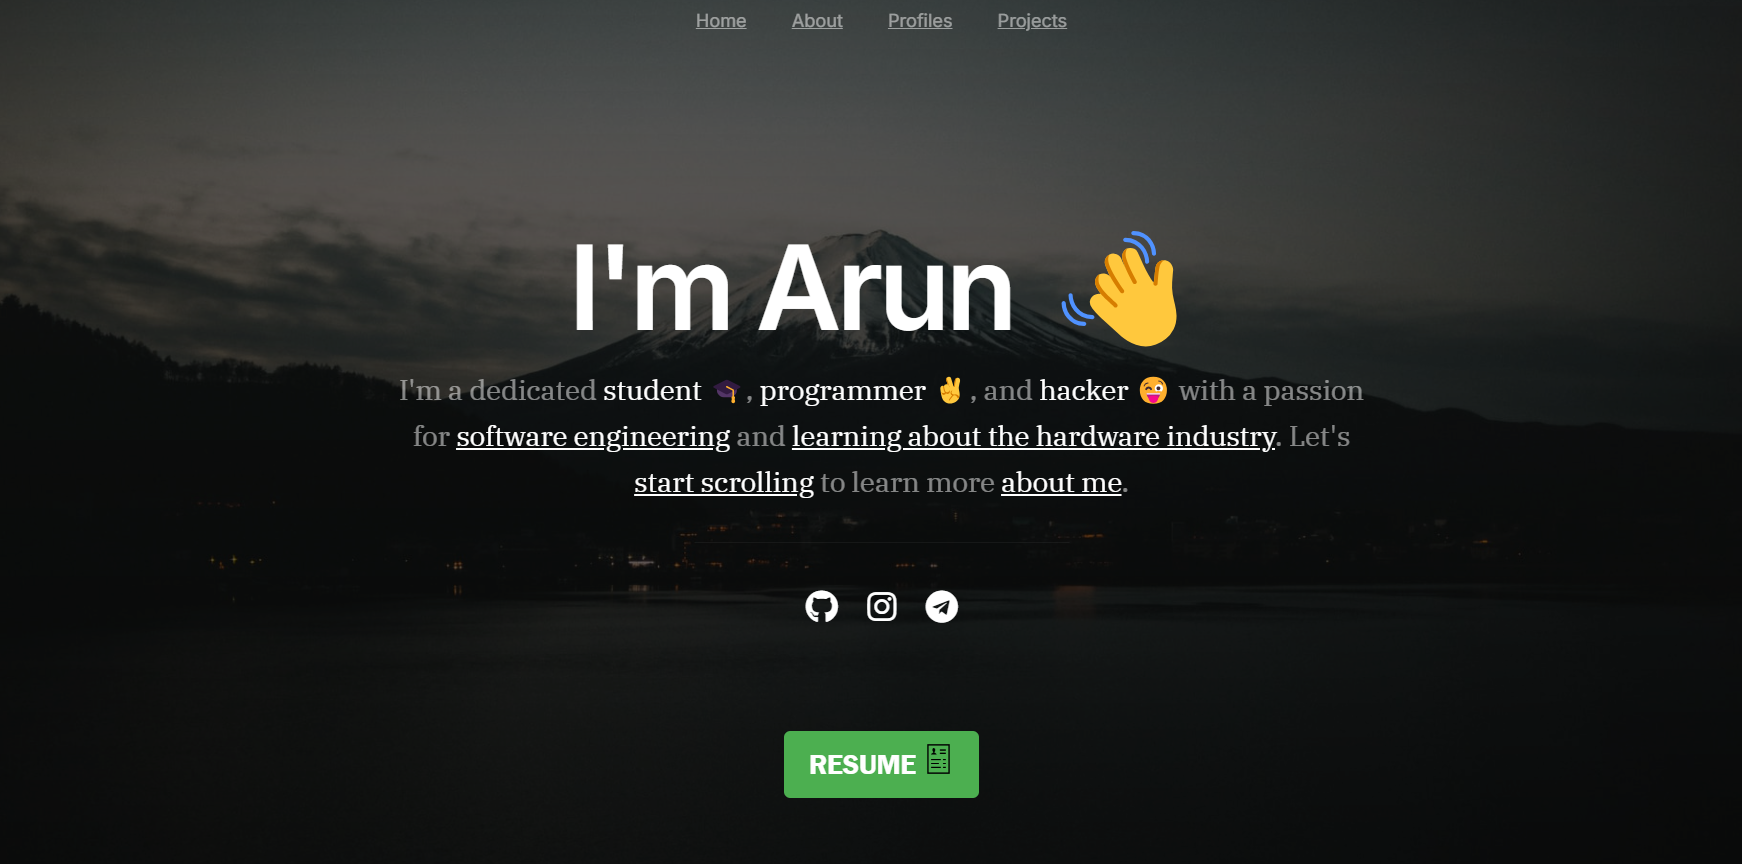 Home About Profiles Projects
I'm Arun 👋
I'm a dedicated student 🎓, programmer ✌, and hacker 😜 with a passion
for software engineering and learning about the hardware industry. Let's
start scrolling to learn more about me.
RESUME